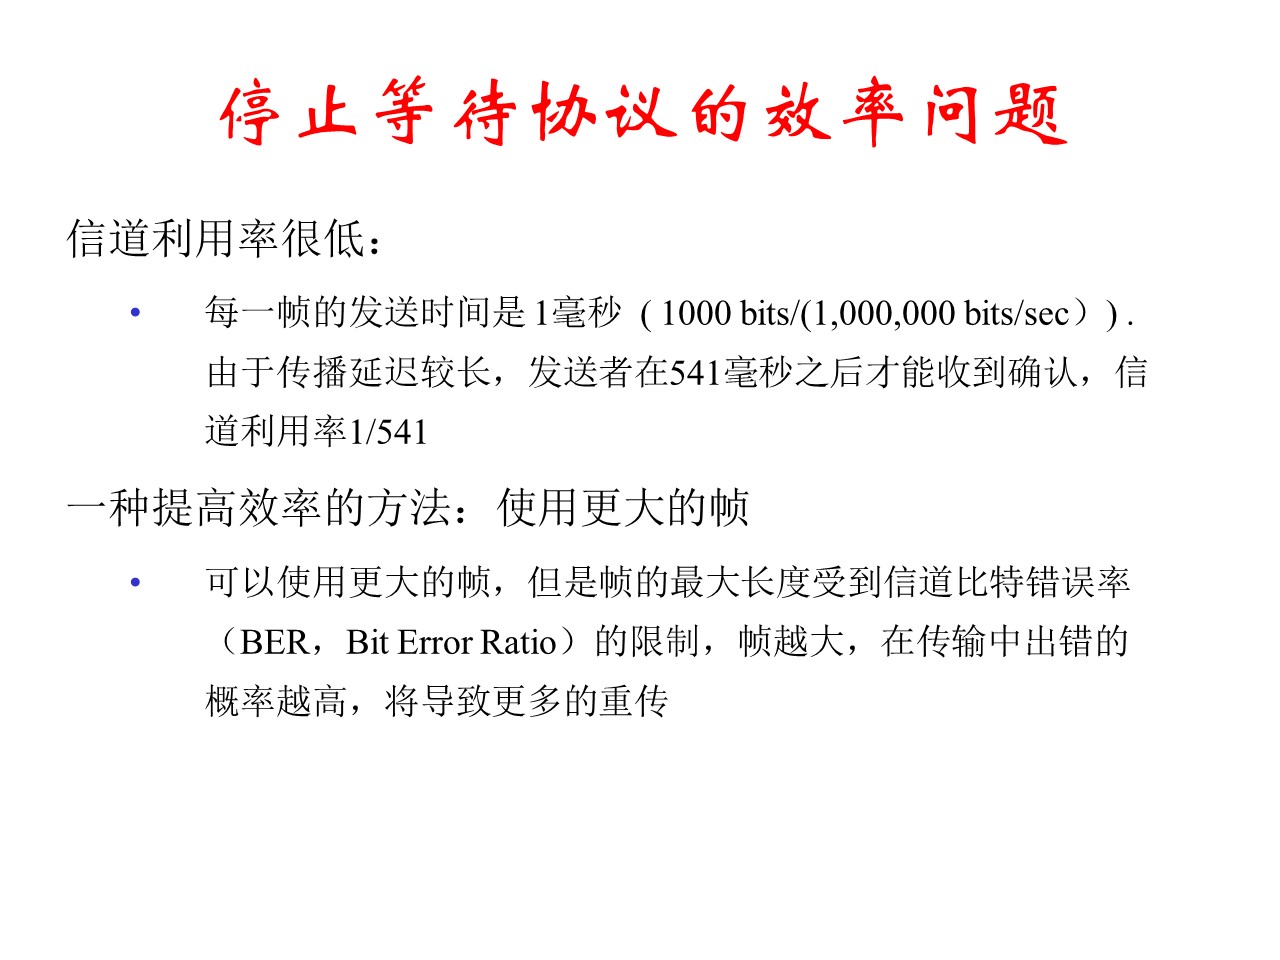 停止等待协议的效率问题
信道利用率很低：
• 每一帧的发送时间是 1毫秒 ( 1000 bits/(1,000,000 bits/sec）) .
由于传播延迟较长，发送者在541毫秒之后才能收到确认，信
道利用率1/541
一种提高效率的方法：使用更大的帧
• 可以使用更大的帧，但是帧的最大长度受到信道比特错误率
（BER，Bit Error Ratio）的限制，帧越大，在传输中出错的
概率越高，将导致更多的重传